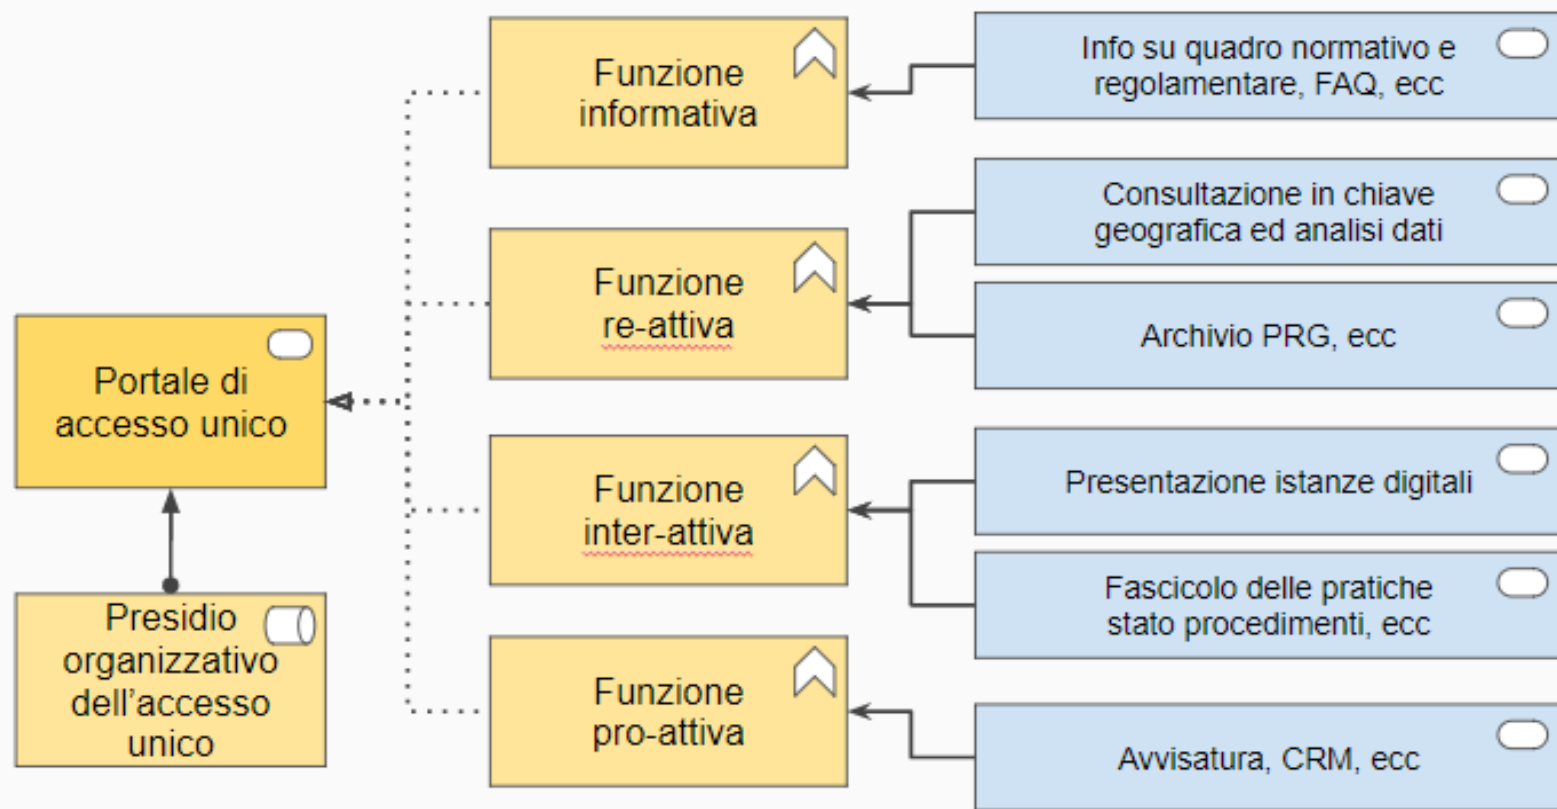 Funzione
informativa
Info su quadro normativo e
regolamentare, FAQ, ecc
Funzione
re-attiva
Consultazione in chiave
geografica ed analisi dati
Archivio PRG, ecc
Portale di
accesso unico
Funzione
inter-attiva
Presentazione istanze digitali
Fascicolo delle pratiche
stato procedimenti, ecc
Presidio
organizzativo
dell’accesso
unico
Funzione
pro-attiva
Avvisatura, CRM, ecc